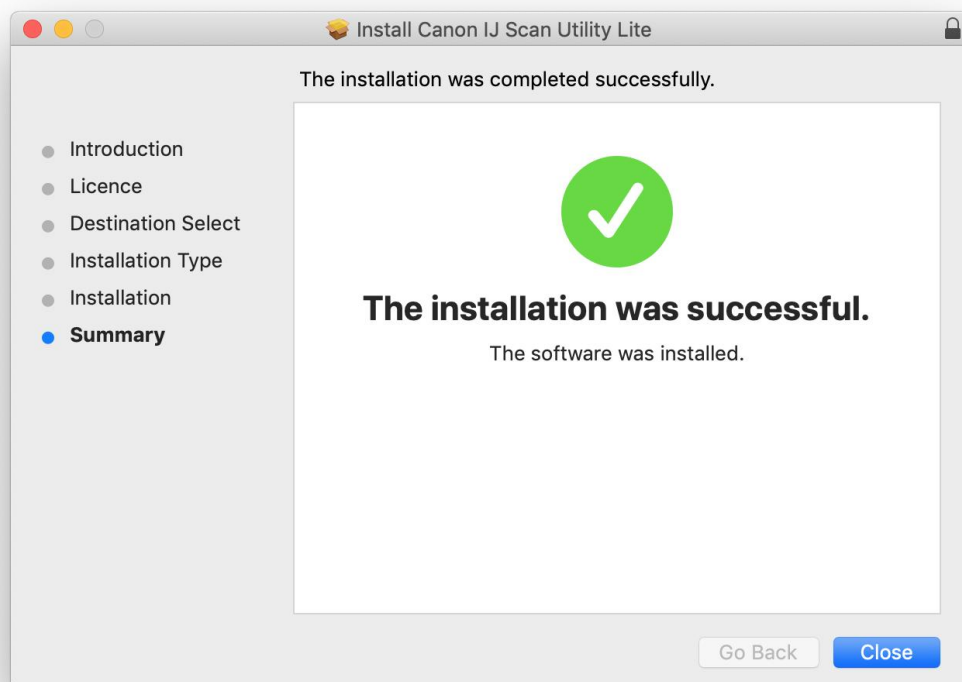 Install Canon IJ Scan Utility Lite
The installation was completed successfully.
Introduction
Licence
Destination Select
Installation Type
Installation
Summary
The installation was successful.
The software was installed.
Go Back
Close